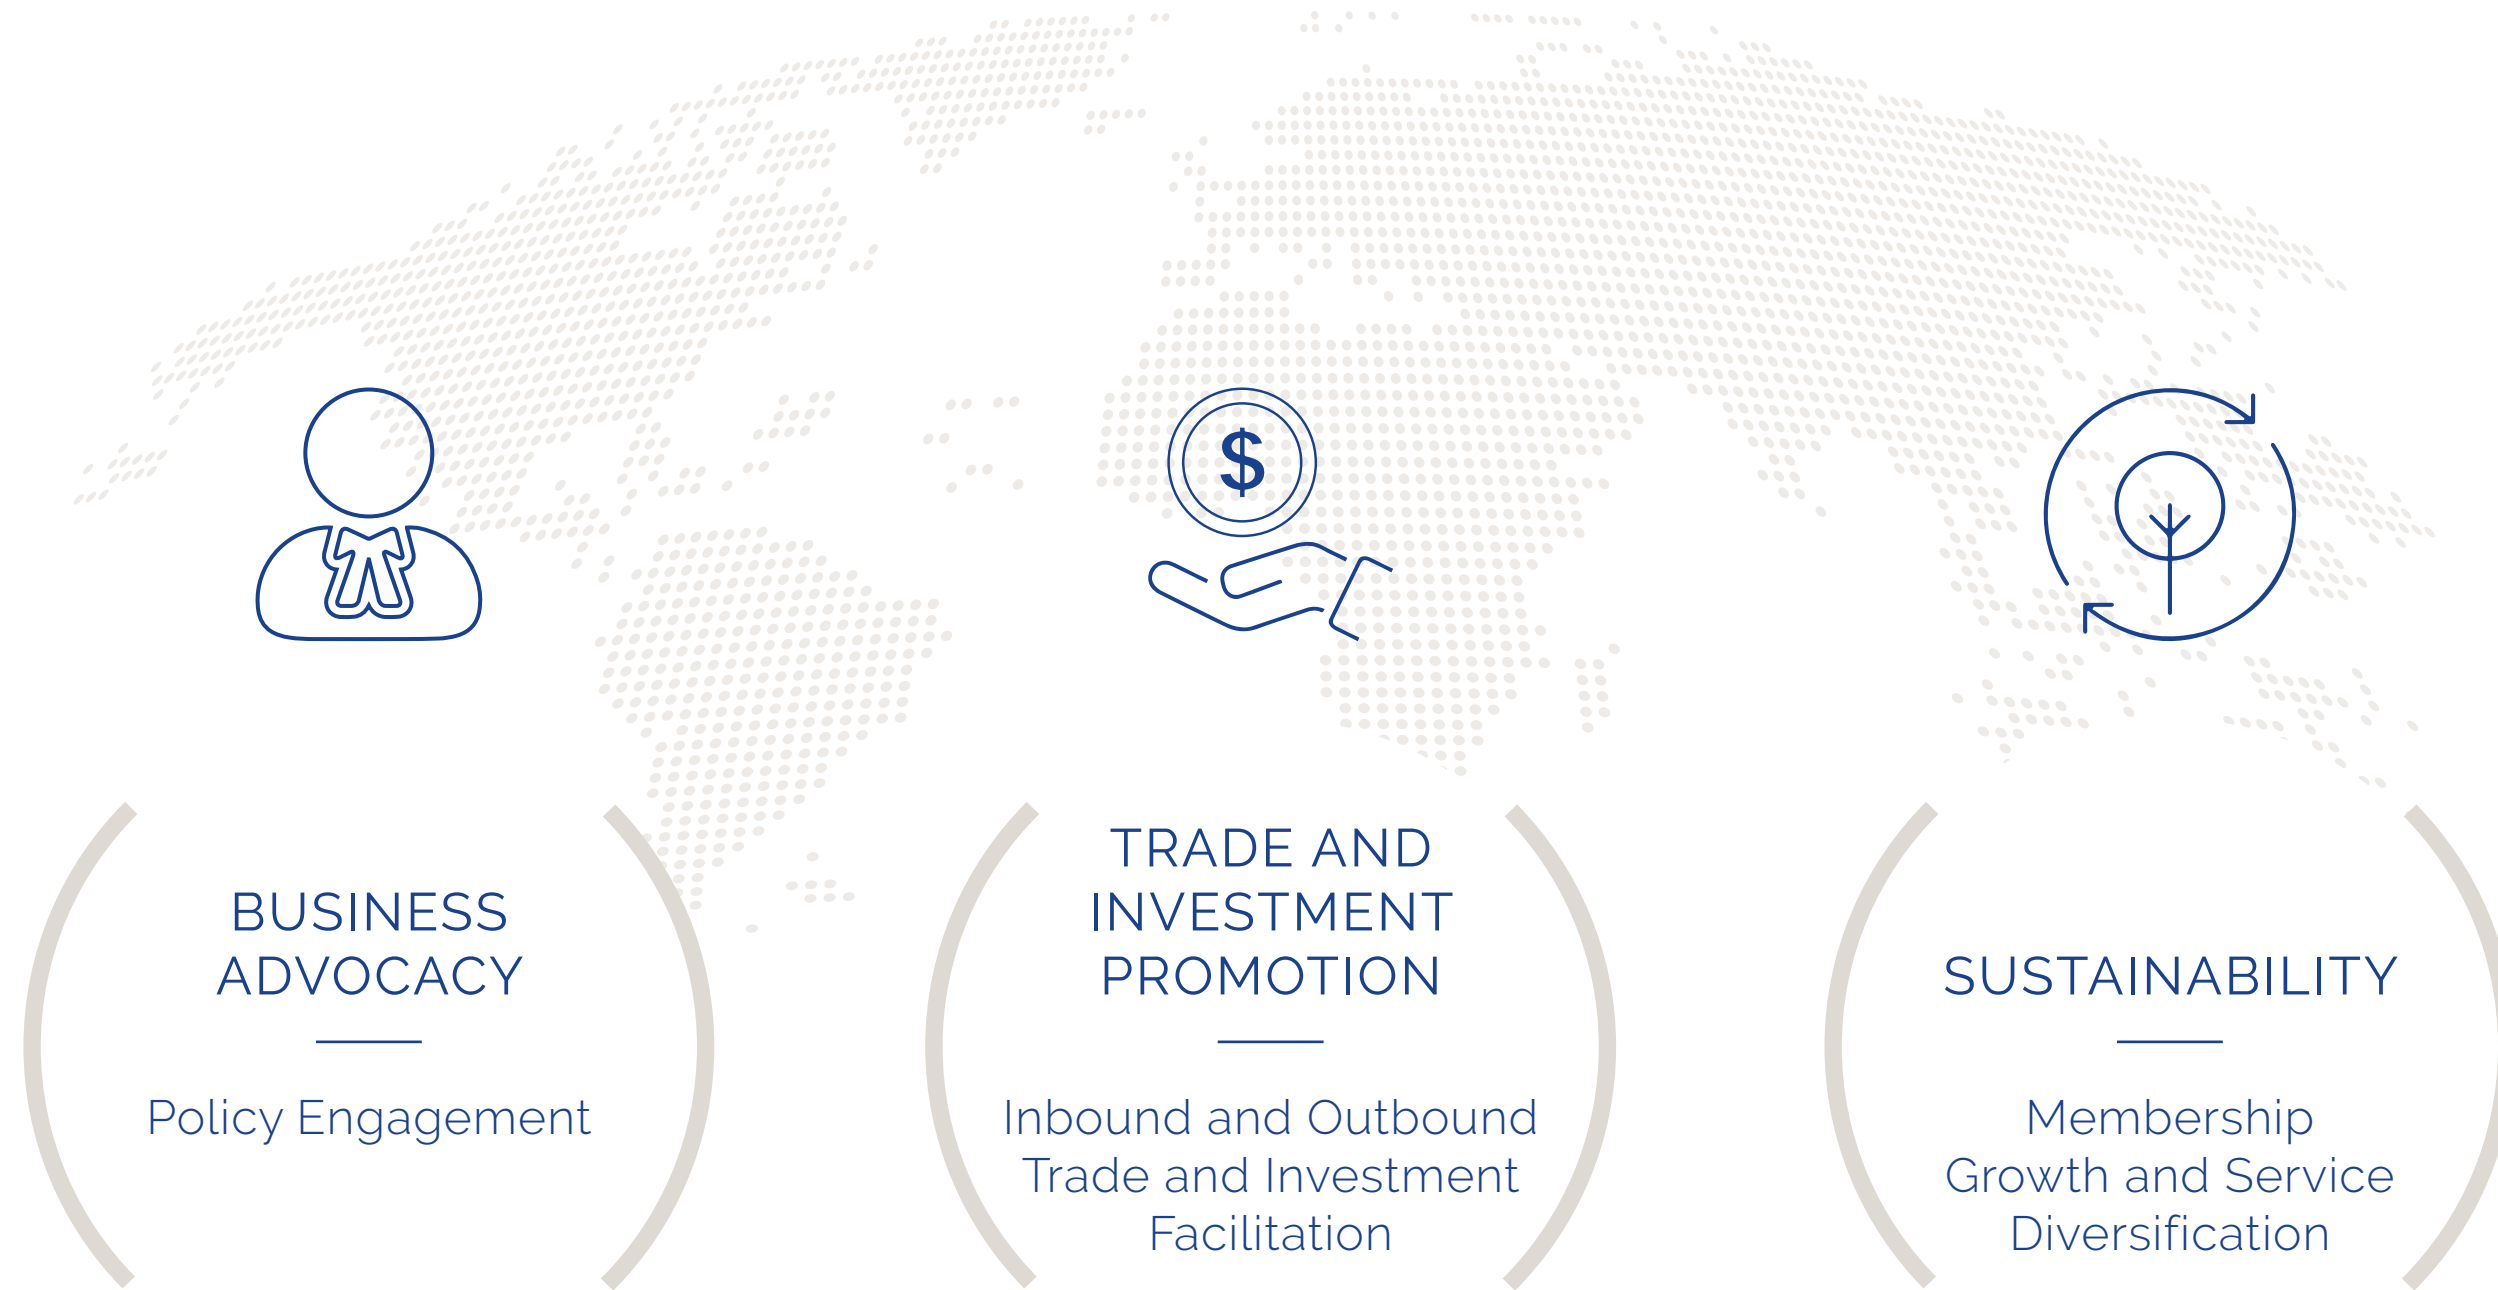 $
BUSINESS
ADVOCACY
Policy Engagement
TRADE AND
INVESTMENT
PROMOTION
Inbound and Outbound
Trade and Investment
Facilitation
SUSTAINABILITY
Membership
Growth and Service
Diversification